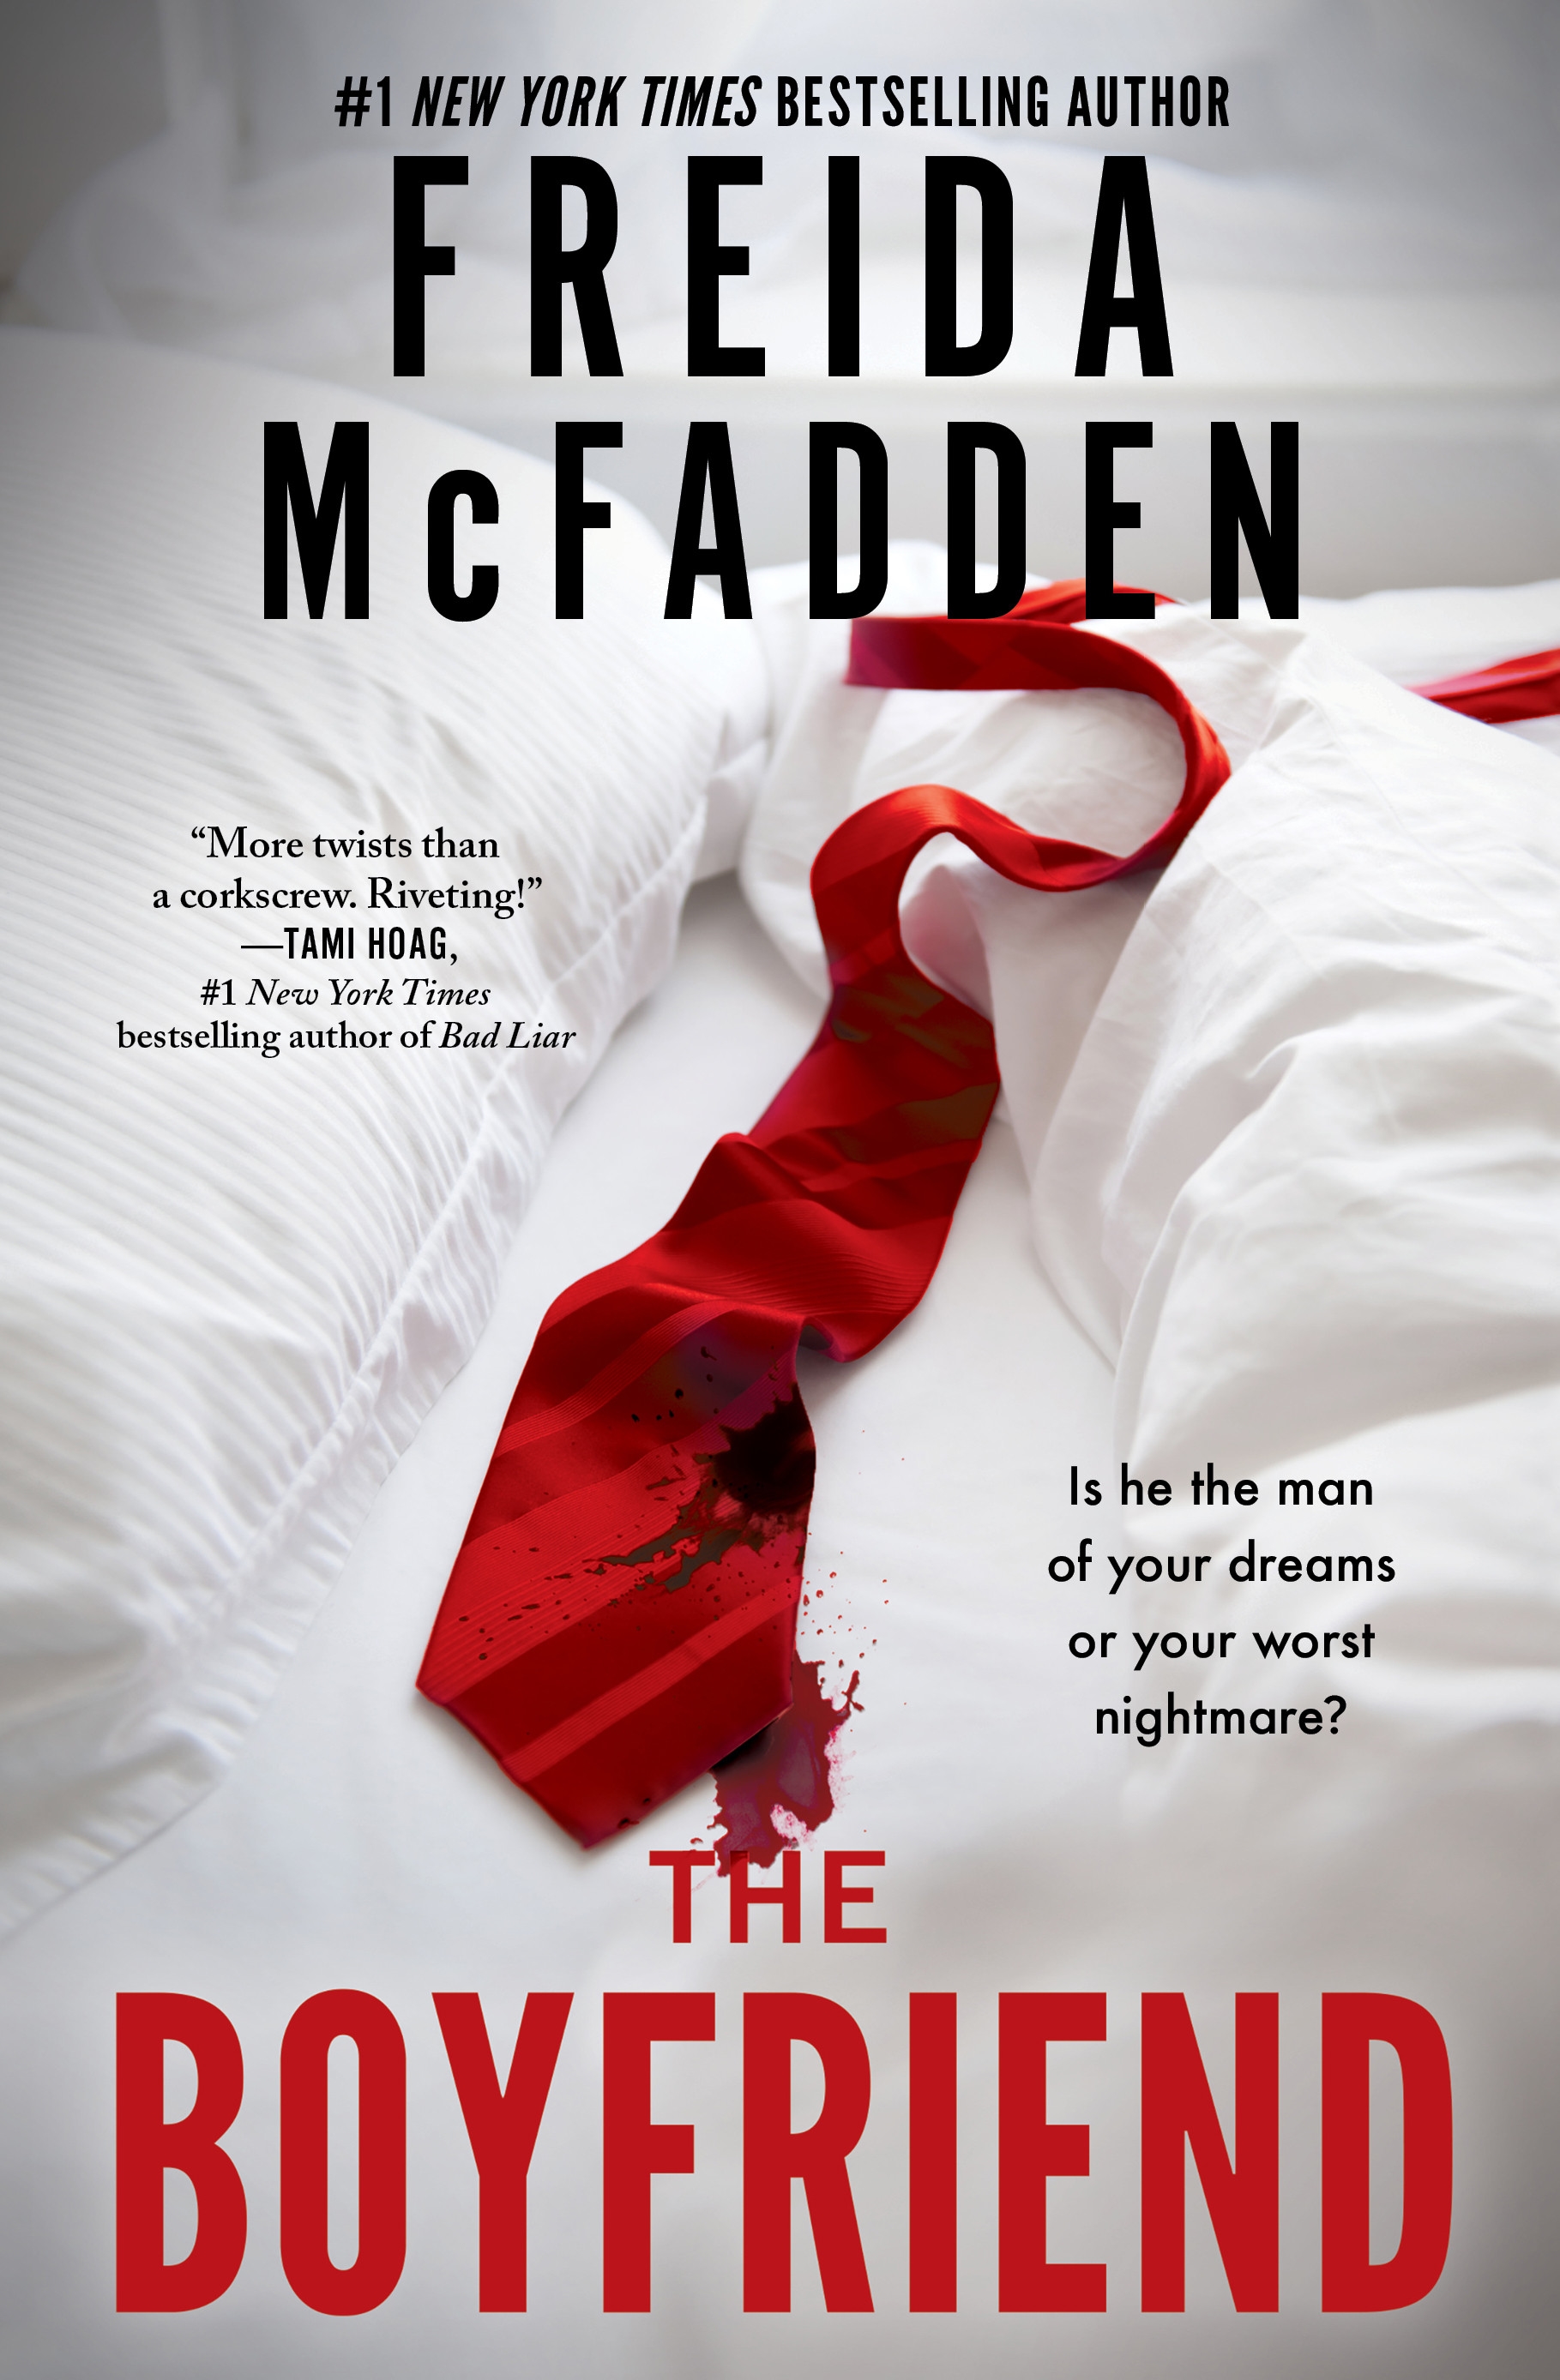 #1 NEW YORK TIMES BESTSELLING AUTHOR
FREIDA
McFADDEN
“More twists than
a corkscrew. Riveting!”
—TAMI HOAG,
#1 New York Times
bestselling author of Bad Liar
Is he the man
of your dreams
or your worst
nightmare?
THE
BOYFRIEND